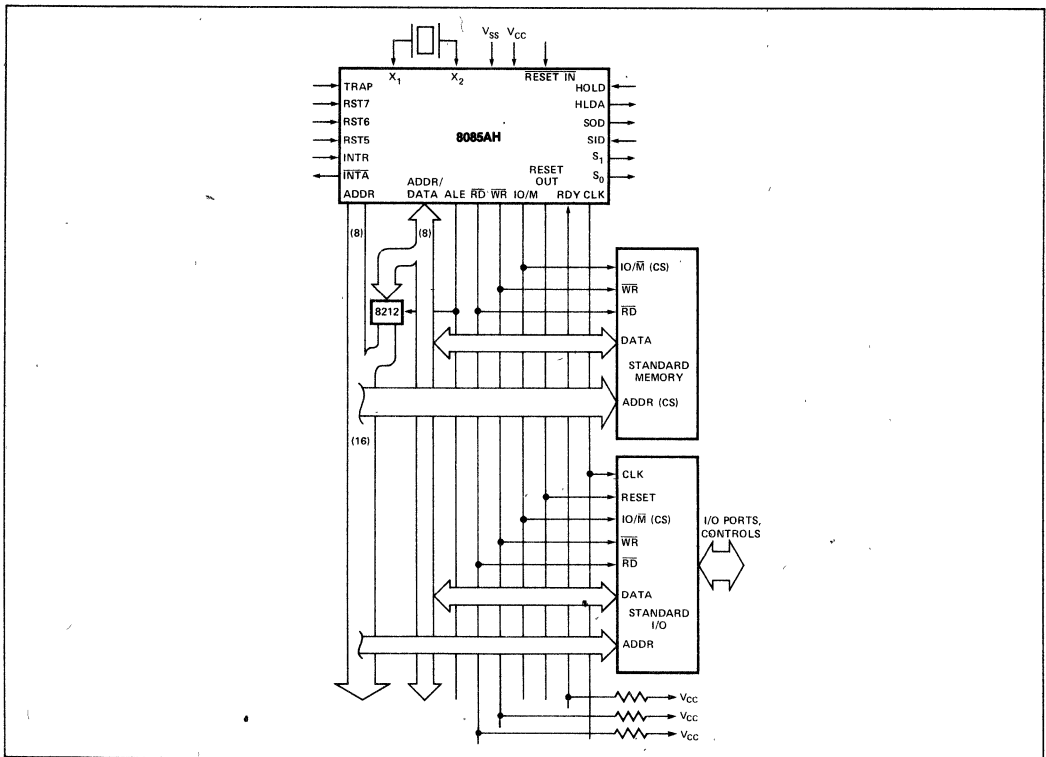 VSS VCC
X1 X2 RESET IN
TRAP
RST7
RST6
RST5
INTR
INTA
8085AH
HOLD
HLDA
SOD
SID
S1
S0
ADDR
ADDR/
DATA
ALE
RD
WR
IO/M
RESET
OUT
RDY
CLK
(8)
(8)
8212
(16)
IO/M (CS)
WR
RD
DATA
STANDARD
MEMORY
ADDR (CS)
CLK
RESET
IO/M (CS)
WR
RD
DATA
STANDARD
I/O
ADDR
I/O PORTS,
CONTROLS
VCC
VCC
VCC